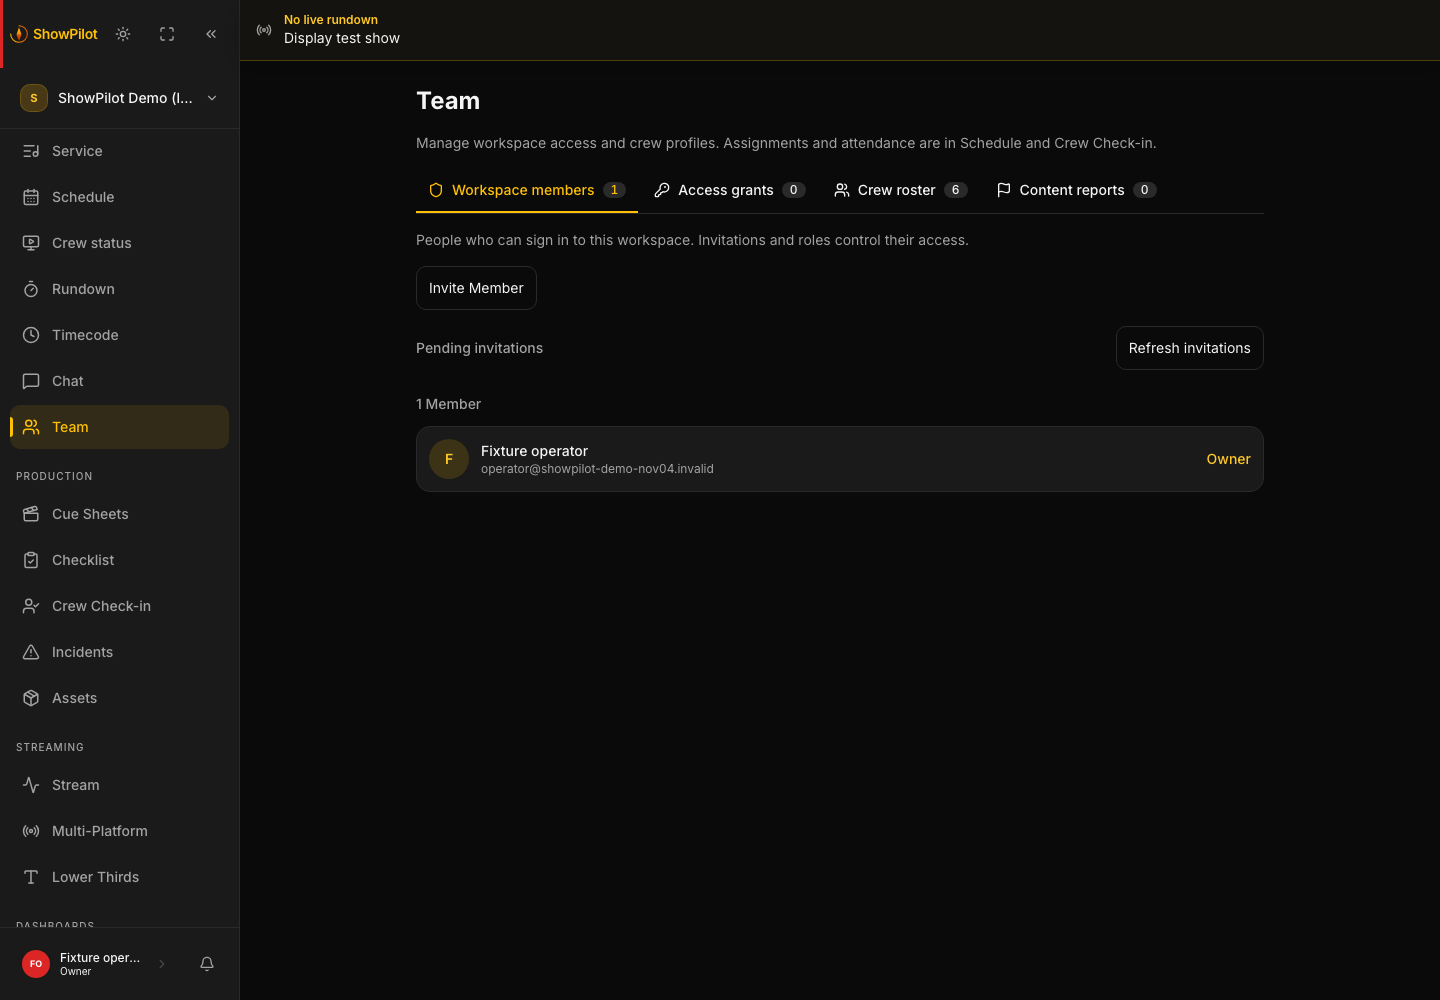 ShowPilot
S
ShowPilot Demo (I...
Service
Schedule
Crew status
Rundown
Timecode
Chat
Team
PRODUCTION
Cue Sheets
Checklist
Crew Check-in
Incidents
Assets
STREAMING
Stream
Multi-Platform
Lower Thirds
DASHBOARDS
FO
Fixture oper...
Owner
No live rundown
Display test show
Team
Manage workspace access and crew profiles. Assignments and attendance are in Schedule and Crew Check-in.
Workspace members 1 Access grants 0 Crew roster 6 Content reports 0
People who can sign in to this workspace. Invitations and roles control their access.
Invite Member
Pending invitations
Refresh invitations
1 Member
F
Fixture operator
operator@showpilot-demo-nov04.invalid
Owner